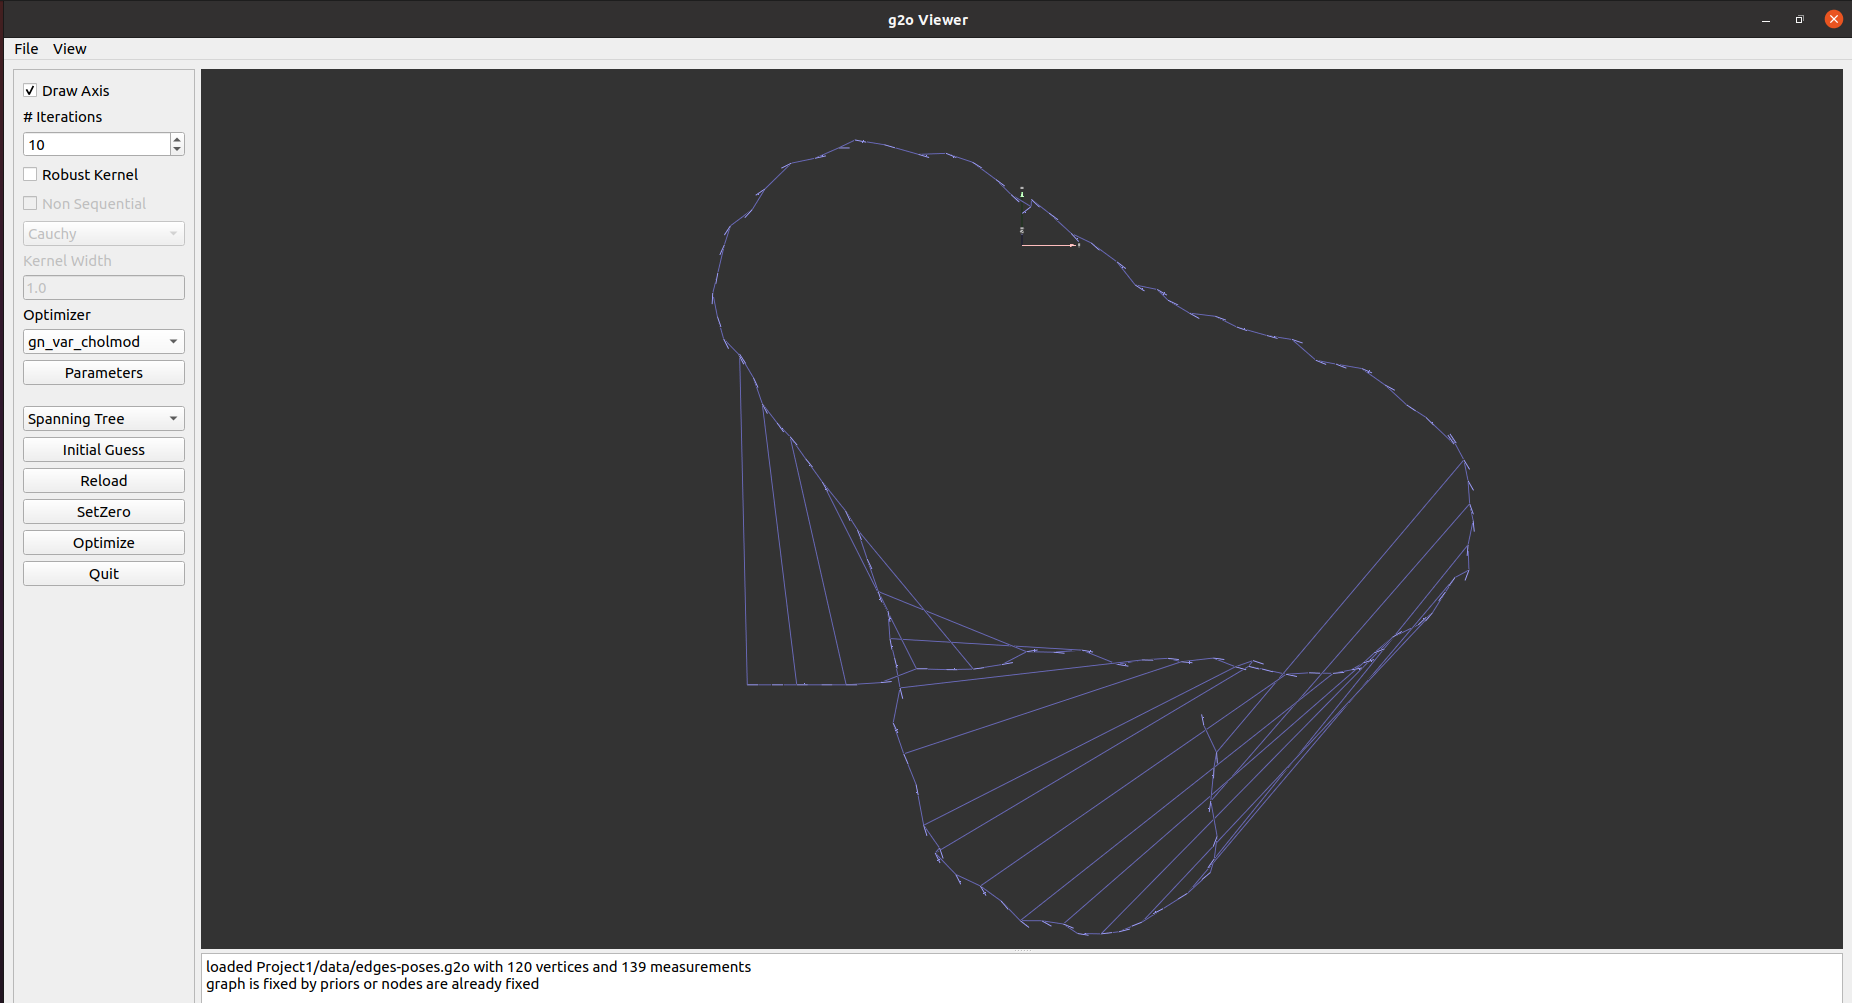 g2o Viewer
File View
Draw Axis
# Iterations
10
Robust Kernel
Non Sequential
Cauchy
Kernel Width
1.0
Optimizer
gn_var_cholmod
Parameters
Spanning Tree
Initial Guess
Reload
SetZero
Optimize
Quit
loaded Project1/data/edges-poses.g2o with 120 vertices and 139 measurements
graph is fixed by priors or nodes are already fixed